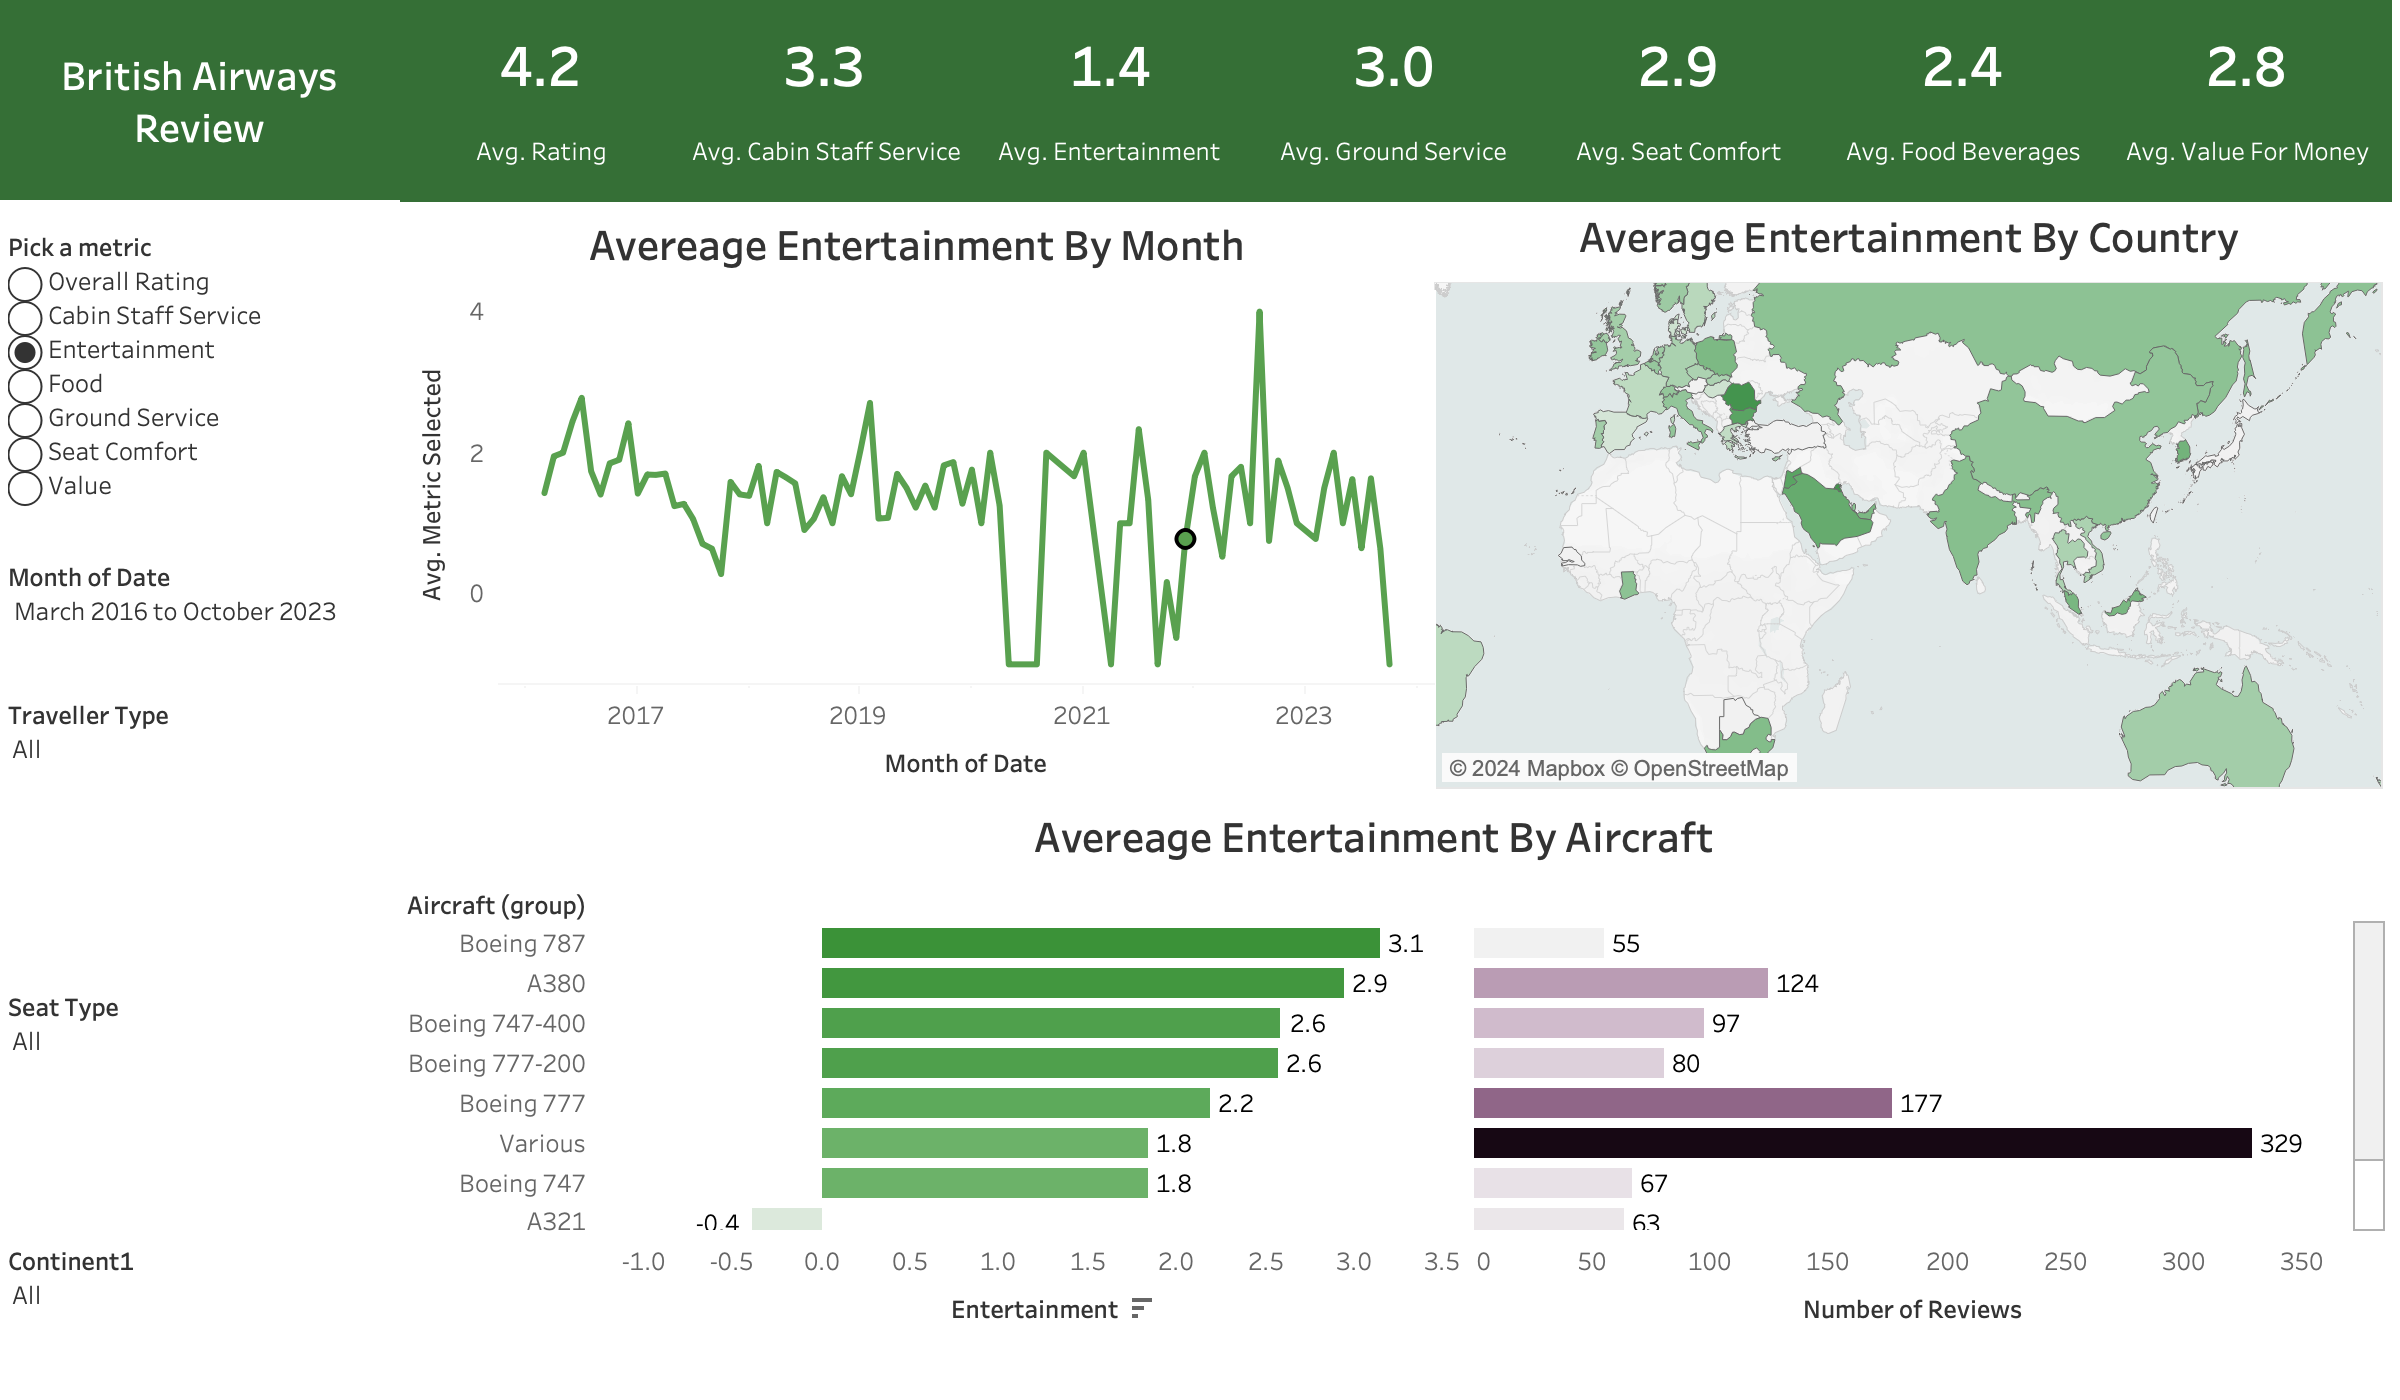 British Airways
Review
4.2
3.3
1.4
3.0
2.9
2.4
2.8
Avg. Rating
Avg. Cabin Staff Service
Avg. Entertainment
Avg. Ground Service
Avg. Seat Comfort
Avg. Food Beverages
Avg. Value For Money
Pick a metric
Overall Rating
Cabin Staff Service
Entertainment
Food
Ground Service
Seat Comfort
Value
Month of Date
March 2016 to October 2023
Traveller Type
All
Seat Type
All
Continent1
All
Avereage Entertainment By Month
Avg. Metric Selected
4
2
0
2017
2019
2021
2023
Month of Date
Average Entertainment By Country
© 2024 Mapbox © OpenStreetMap
Avereage Entertainment By Aircraft
Aircraft (group)
Boeing 787 3.1 55
A380 2.9 124
Boeing 747-400 2.6 97
Boeing 777-200 2.6 80
Boeing 777 2.2 177
Various 1.8 329
Boeing 747 1.8 67
A321 -0.4 63
-1.0 -0.5 0.0 0.5 1.0 1.5 2.0 2.5 3.0 3.5
0 50 100 150 200 250 300 350
Entertainment
Number of Reviews